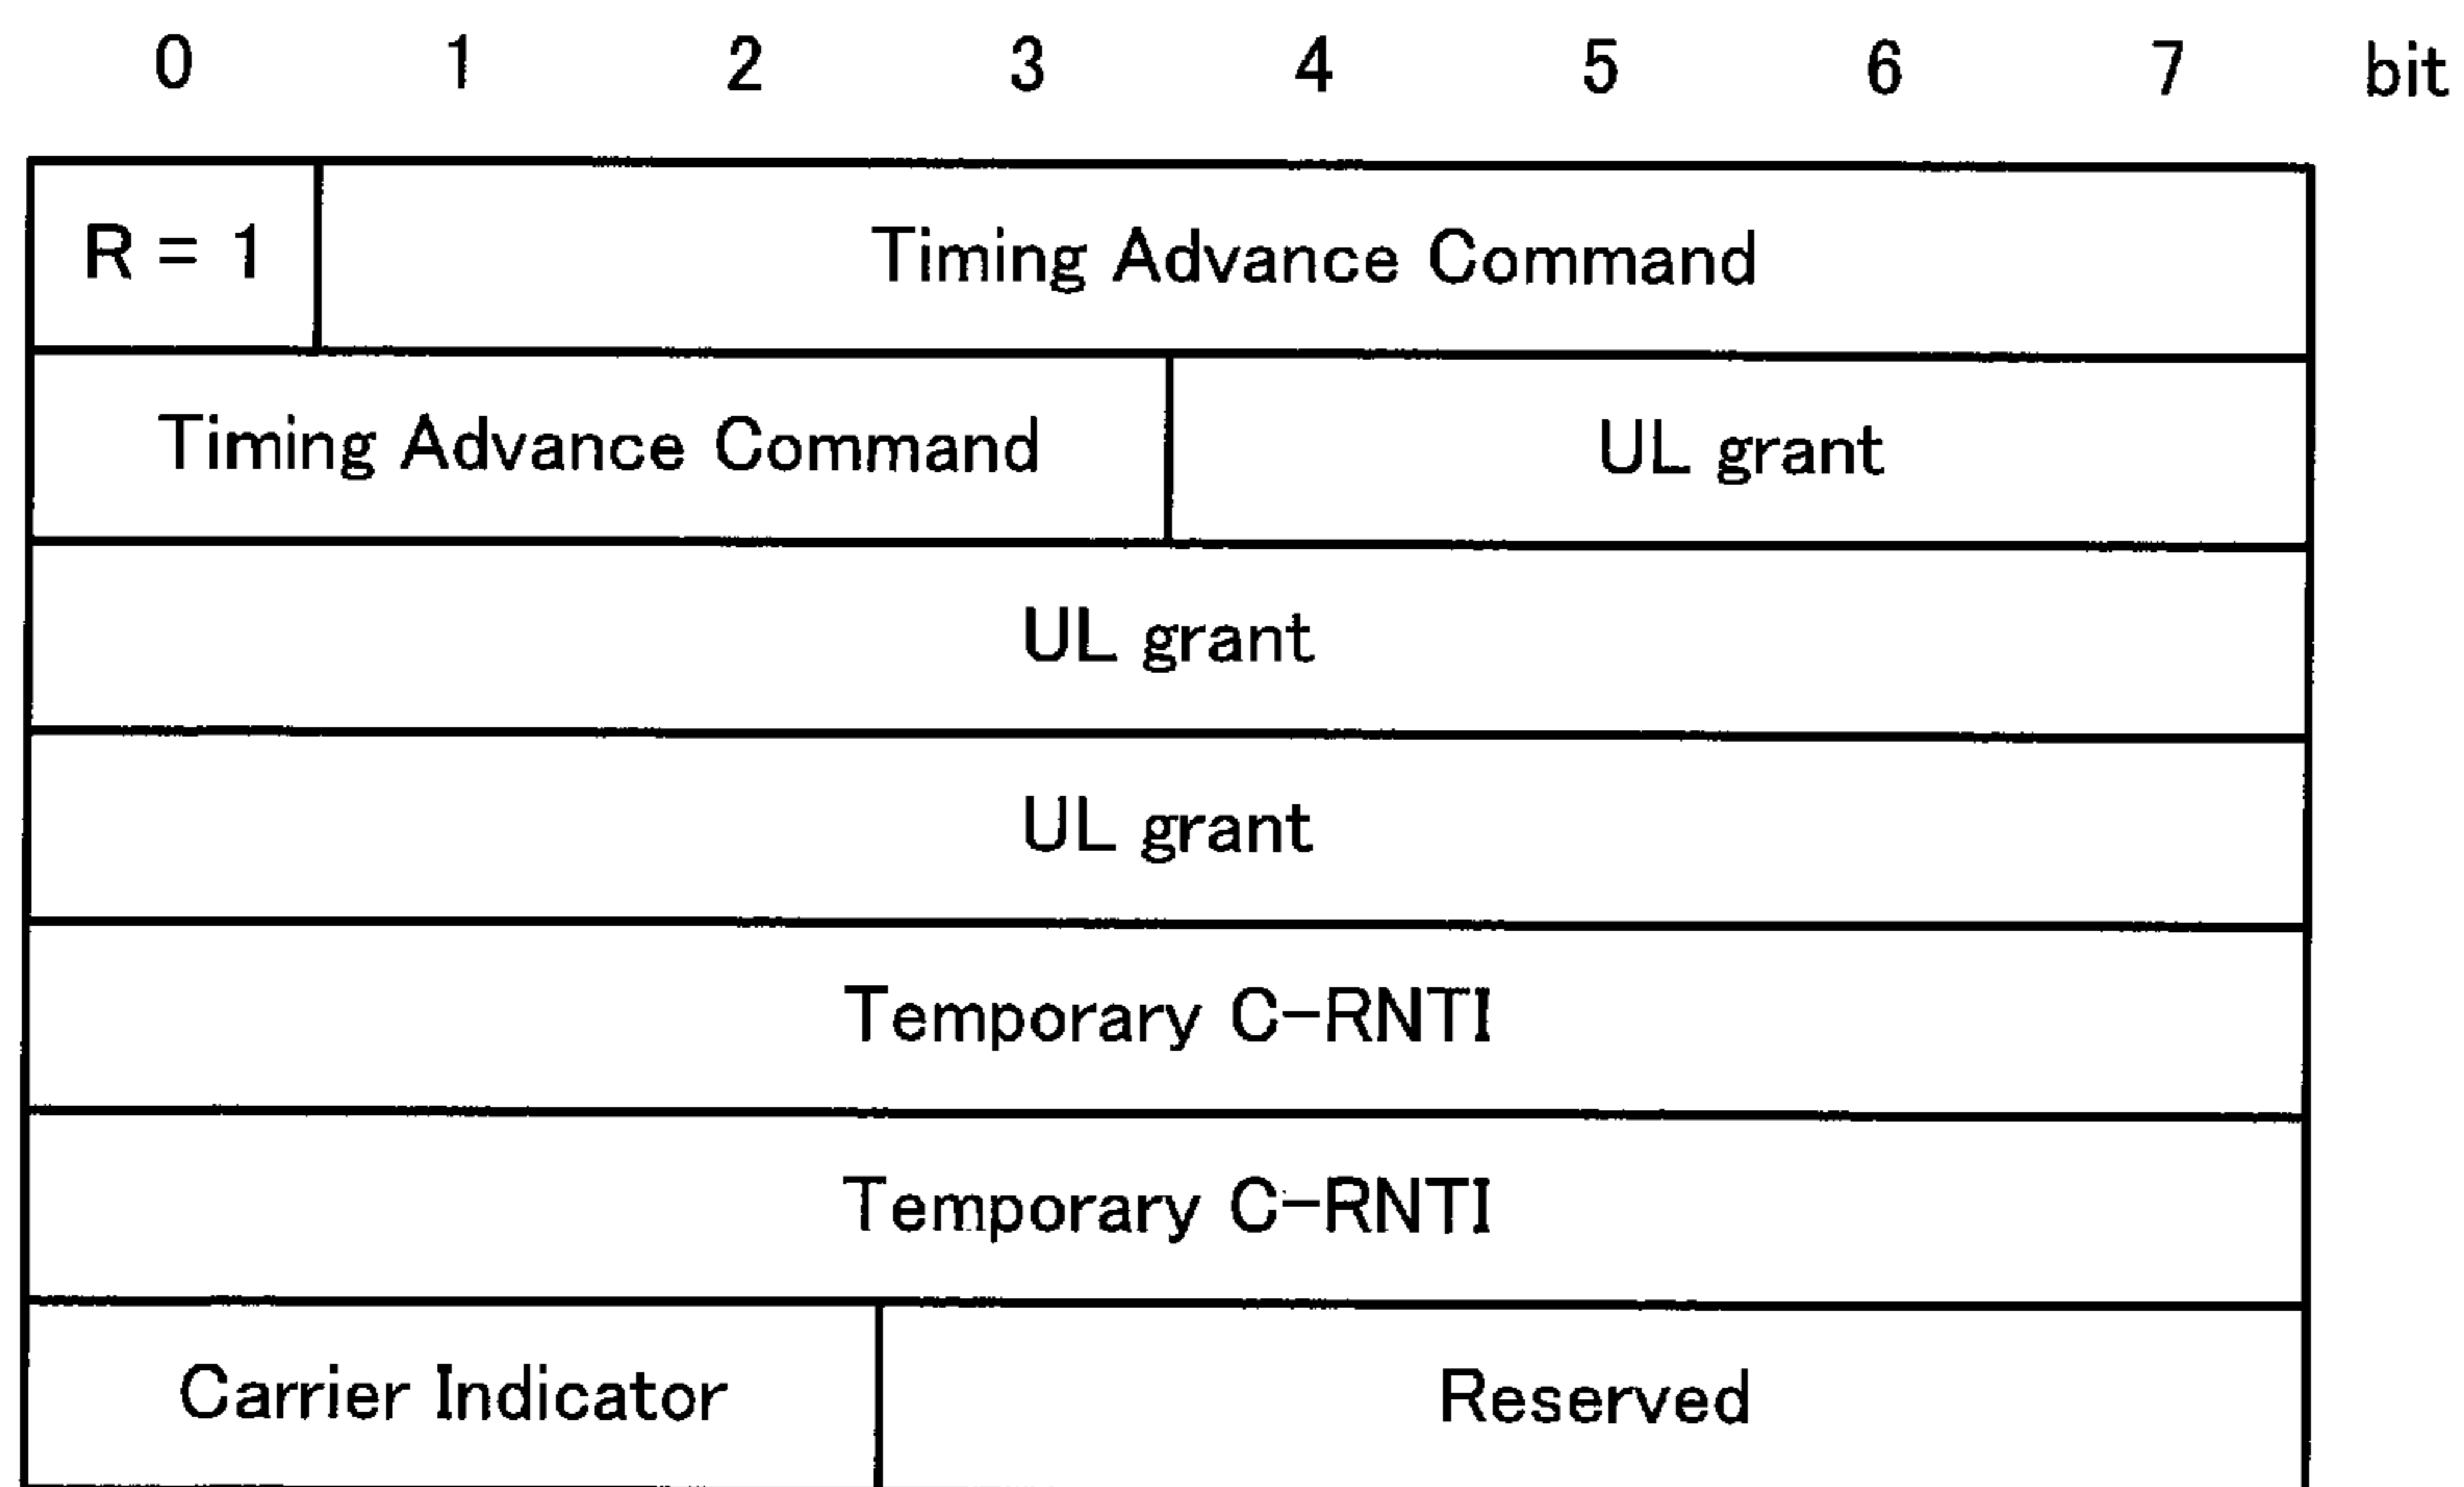 0 1 2 3 4 5 6 7 bit
R = 1 Timing Advance Command
Timing Advance Command UL grant
UL grant
UL grant
Temporary C-RNTI
Temporary C-RNTI
Carrier Indicator Reserved